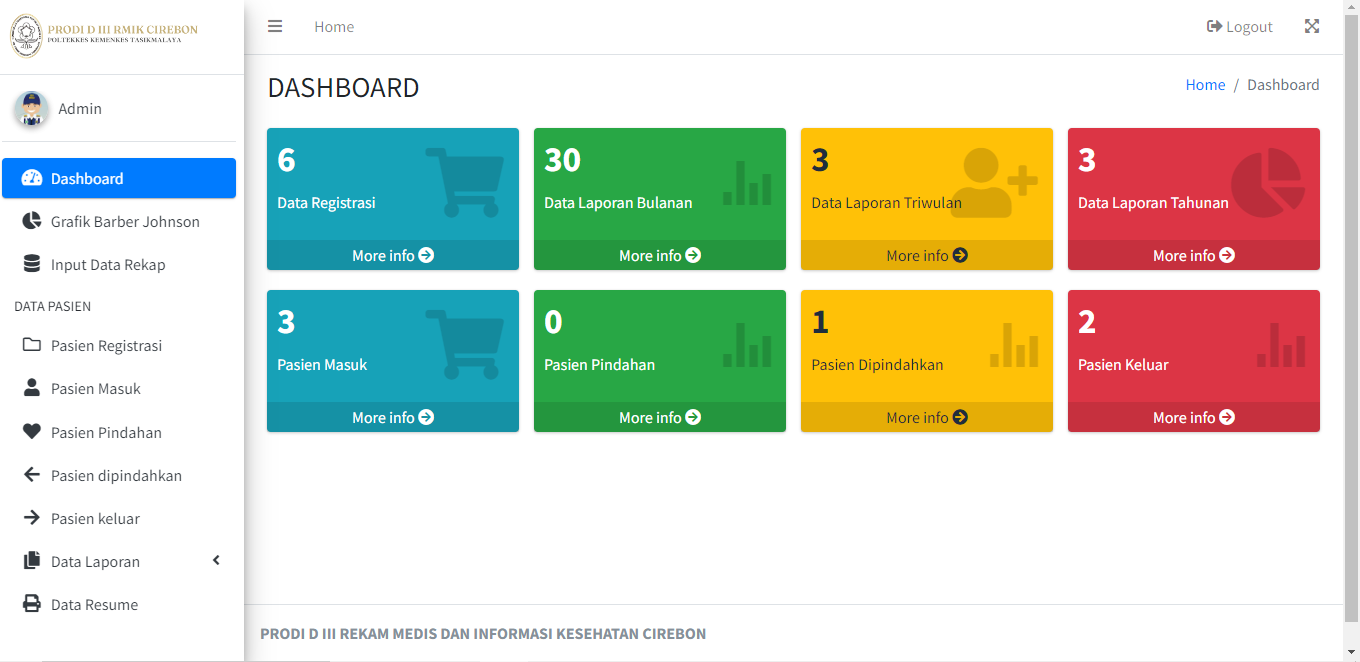 PRODI D III RMIK CIREBON
POLTEKKES KEMENKES TASIKMALAYA
Admin
Dashboard
Grafik Barber Johnson
Input Data Rekap
DATA PASIEN
Pasien Registrasi
Pasien Masuk
Pasien Pindahan
Pasien dipindahkan
Pasien keluar
Data Laporan
Data Resume
Home
Logout
DASHBOARD
Home / Dashboard
6
Data Registrasi
More info
30
Data Laporan Bulanan
More info
3
Data Laporan Triwulan
More info
3
Data Laporan Tahunan
More info
3
Pasien Masuk
More info
0
Pasien Pindahan
More info
1
Pasien Dipindahkan
More info
2
Pasien Keluar
More info
PRODI D III REKAM MEDIS DAN INFORMASI KESEHATAN CIREBON